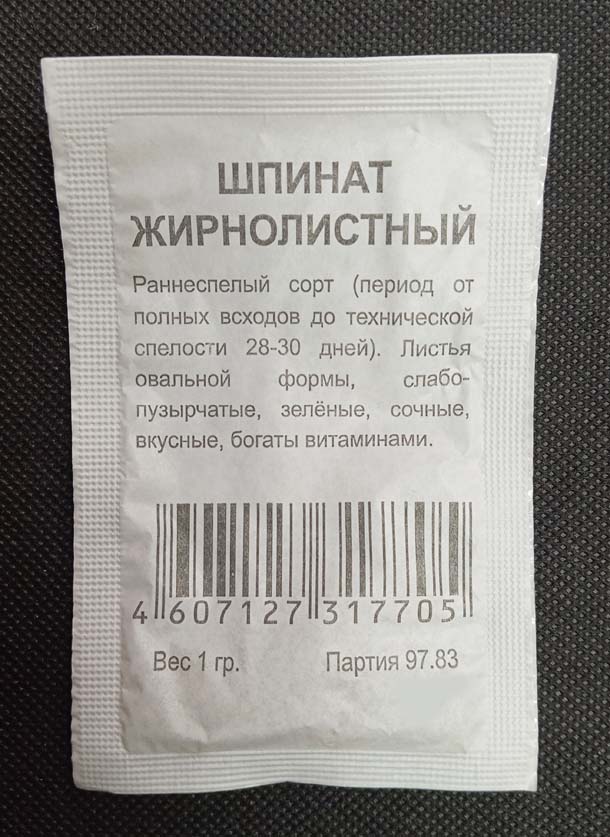 ШПИНАТ
ЖИРНОЛИСТНЫЙ
Раннеспелый сорт (период от
полных всходов до технической
спелости 28-30 дней). Листья
овальной формы, слабо-
пузырчатые, зелёные, сочные,
вкусные, богаты витаминами.
4 607127 317705
Вес 1 гр. Партия 97.83